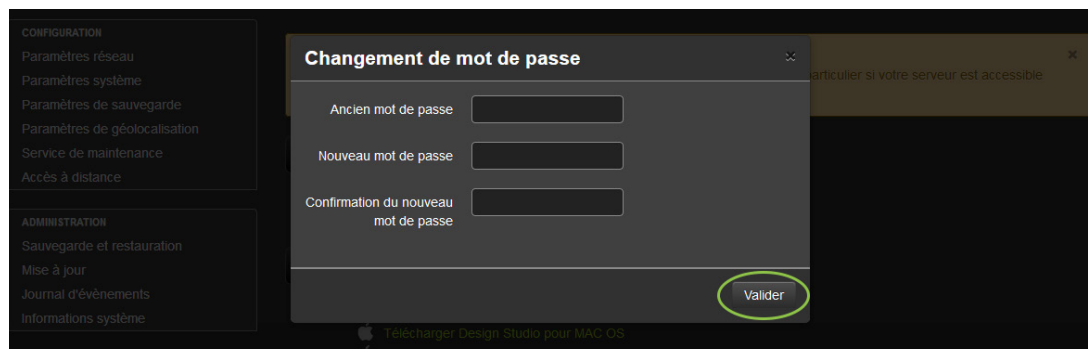 CONFIGURATION
Paramètres réseau
Paramètres système
Paramètres de sauvegarde
Paramètres de géolocalisation
Service de maintenance
Accès à distance
ADMINISTRATION
Sauvegarde et restauration
Mise à jour
Journal d'évènements
Informations système
Changement de mot de passe
×
Ancien mot de passe
Nouveau mot de passe
Confirmation du nouveau
mot de passe
Valider
×
particulier si votre serveur est accessible
Télécharger Design Studio pour MAC OS